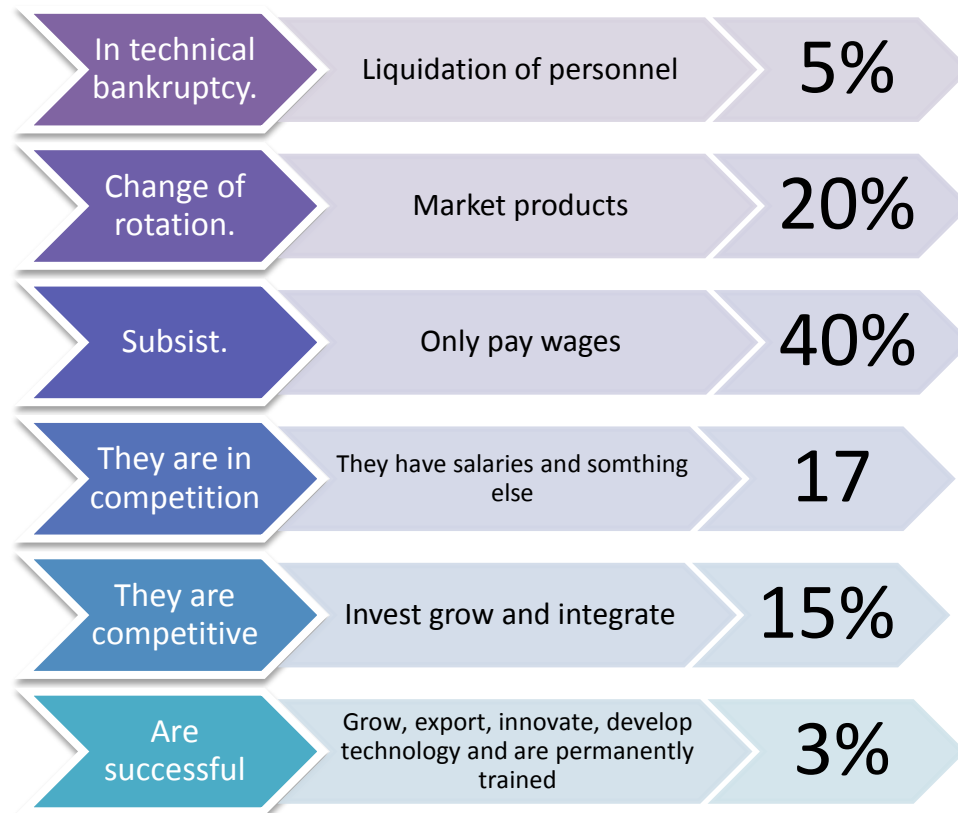 In technical
bankruptcy.
Liquidation of personnel
5%
Change of
rotation.
Market products
20%
Subsist.
Only pay wages
40%
They are in
competition
They have salaries and somthing
else
17
They are
competitive
Invest grow and integrate
15%
Are
successful
Grow, export, innovate, develop
technology and are permanently
trained
3%